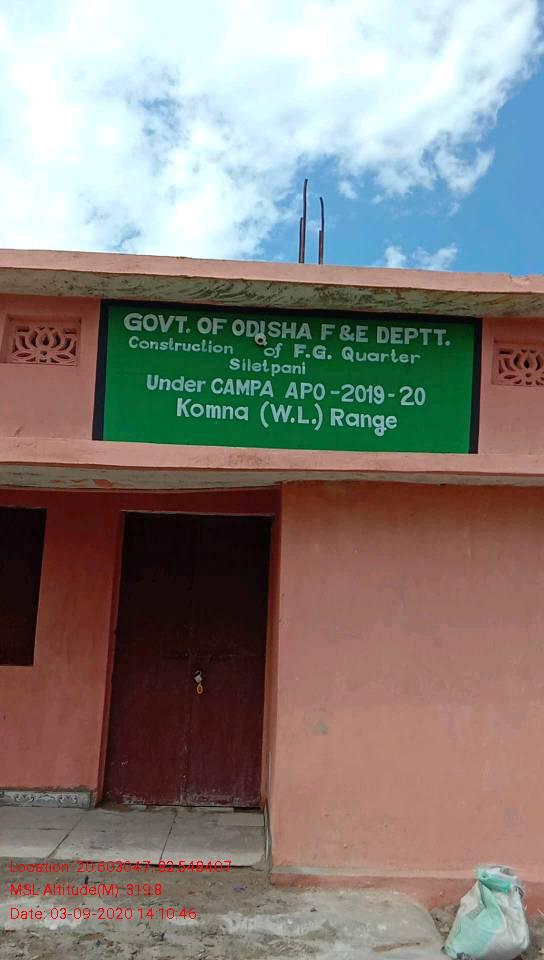 GOVT. OF ODISHA F & E DEPTT.
Construction of F.G. Quarter
Siletpani
Under CAMPA APO - 2019 - 20
Komna (W.L.) Range
Location: 20.603047, 82.548407
MSL Altitude(M): 319.8
Date: 03-09-2020 14:10:46